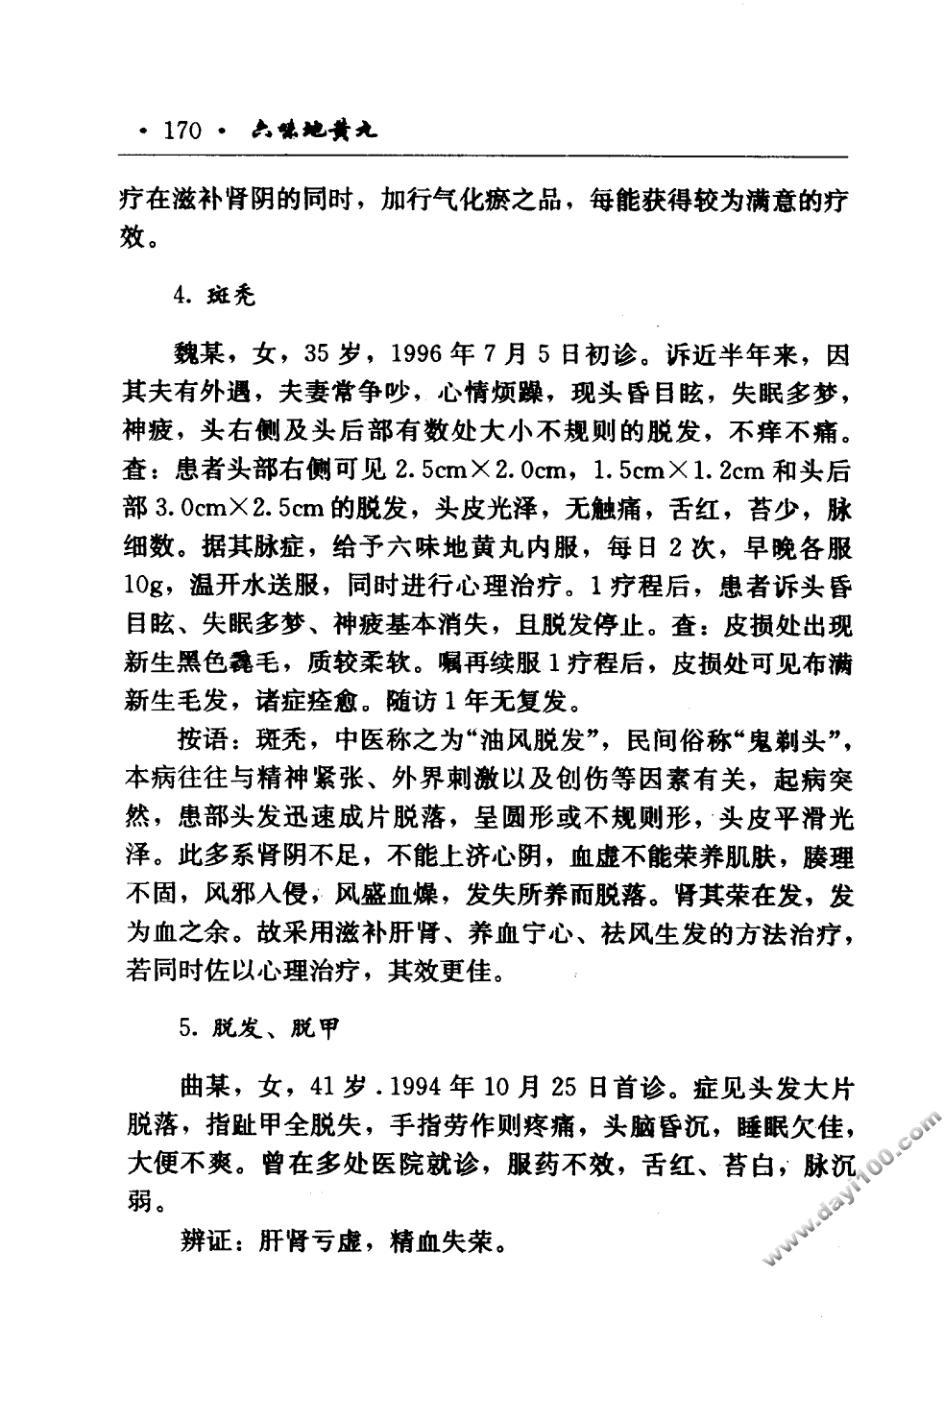 · 170 · 六味地黄丸
疗在滋补肾阴的同时，加行气化瘀之品，每能获得较为满意的疗
效。
4. 斑秃
魏某，女，35 岁，1996 年 7 月 5 日初诊。诉近半年来，因
其夫有外遇，夫妻常争吵，心情烦躁，现头昏目眩，失眠多梦，
神疲，头右侧及头后部有数处大小不规则的脱发，不痒不痛。
查：患者头部右侧可见 2.5cm×2.0cm，1.5cm×1.2cm 和头后
部 3.0cm×2.5cm 的脱发，头皮光泽，无触痛，舌红，苔少，脉
细数。据其脉症，给予六味地黄丸内服，每日 2 次，早晚各服
10g，温开水送服，同时进行心理治疗。1 疗程后，患者诉头昏
目眩、失眠多梦、神疲基本消失，且脱发停止。查：皮损处出现
新生黑色毳毛，质较柔软。嘱再续服 1 疗程后，皮损处可见布满
新生毛发，诸症痊愈。随访 1 年无复发。
按语：斑秃，中医称之为“油风脱发”，民间俗称“鬼剃头”，
本病往往与精神紧张、外界刺激以及创伤等因素有关，起病突
然，患部头发迅速成片脱落，呈圆形或不规则形，头皮平滑光
泽。此多系肾阴不足，不能上济心阴，血虚不能荣养肌肤，腠理
不固，风邪入侵，风盛血燥，发失所养而脱落。肾其荣在发，发
为血之余。故采用滋补肝肾、养血宁心、祛风生发的方法治疗，
若同时佐以心理治疗，其效更佳。
5. 脱发、脱甲
曲某，女，41 岁．1994 年 10 月 25 日首诊。症见头发大片
脱落，指趾甲全脱失，手指劳作则疼痛，头脑昏沉，睡眠欠佳，
大便不爽。曾在多处医院就诊，服药不效，舌红、苔白，脉沉
弱。
辨证：肝肾亏虚，精血失荣。
www.dayi100.com